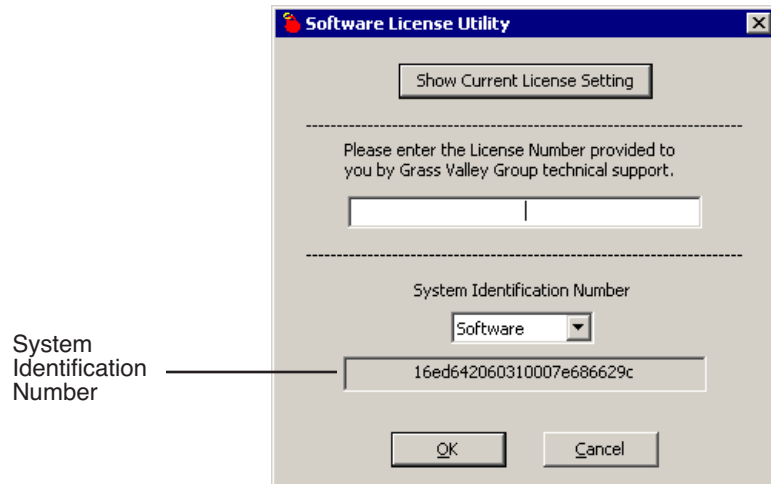 Software License Utility
Show Current License Setting
Please enter the License Number provided to
you by Grass Valley Group technical support.
System Identification Number
Software
System
Identification
Number
16ed642060310007e686629c
OK
Cancel